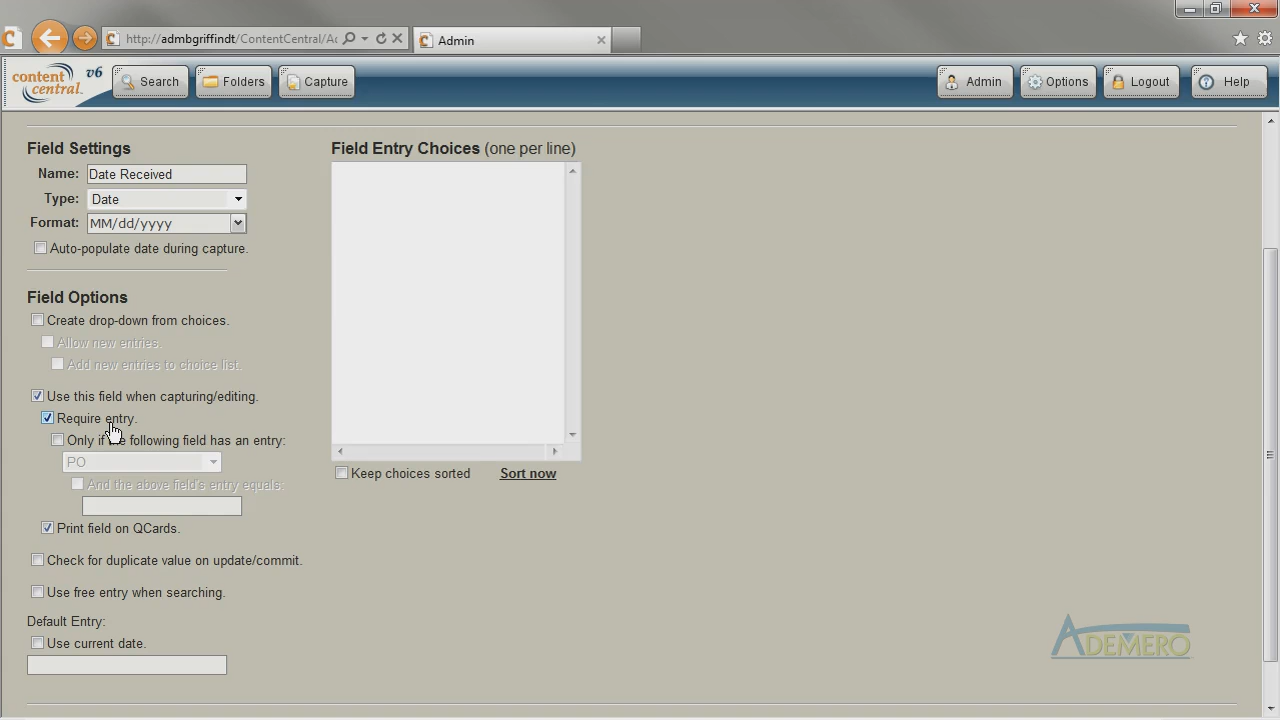 http://admbgriffindt/ContentCentral/Ad
Admin
content central. v6
Search
Folders
Capture
Admin
Options
Logout
Help
Field Settings
Name: Date Received
Type: Date
Format: MM/dd/yyyy
Auto-populate date during capture.
Field Options
Create drop-down from choices.
Allow new entries.
Add new entries to choice list.
Use this field when capturing/editing.
Require entry.
Only if the following field has an entry:
PO
And the above field's entry equals:
Print field on QCards.
Check for duplicate value on update/commit.
Use free entry when searching.
Default Entry:
Use current date.
Field Entry Choices (one per line)
Keep choices sorted
Sort now
ADEMERO